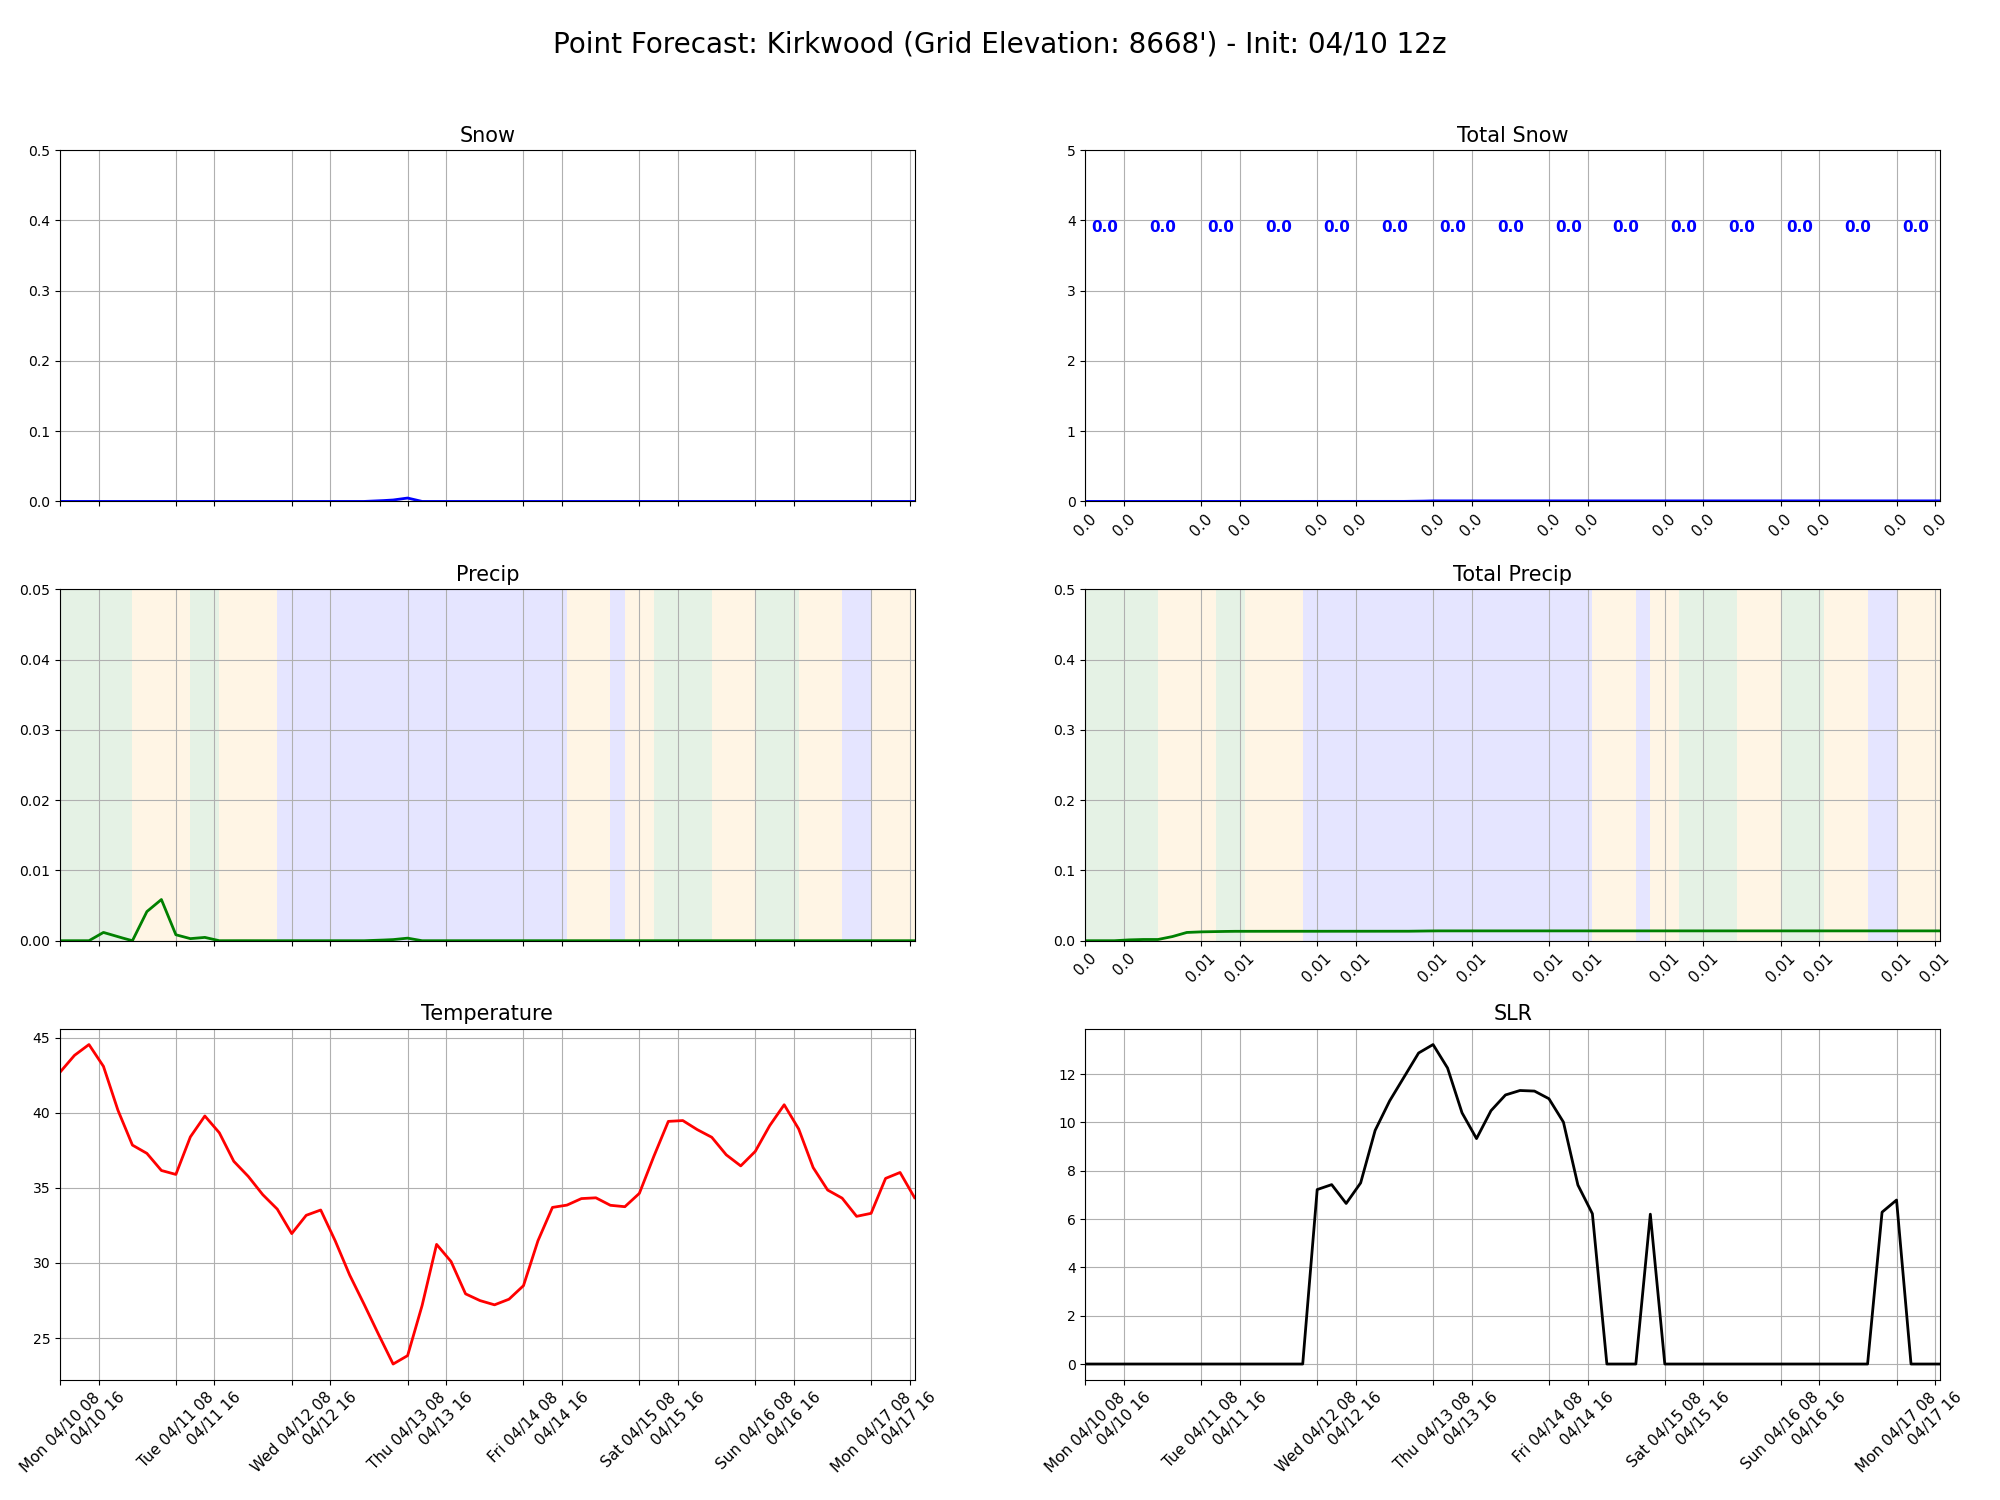 Point Forecast: Kirkwood (Grid Elevation: 8668') - Init: 04/10 12z
Snow
0.5
0.4
0.3
0.2
0.1
0.0
Total Snow
5
4
3
2
1
0
0.0 0.0 0.0 0.0 0.0 0.0 0.0 0.0 0.0 0.0 0.0 0.0 0.0 0.0 0.0
0.0 0.0 0.0 0.0 0.0 0.0 0.0 0.0 0.0 0.0 0.0 0.0 0.0 0.0 0.0 0.0
Precip
0.05
0.04
0.03
0.02
0.01
0.00
Total Precip
0.5
0.4
0.3
0.2
0.1
0.0
0.0 0.0 0.01 0.01 0.01 0.01 0.01 0.01 0.01 0.01 0.01 0.01 0.01 0.01 0.01 0.01
Temperature
45
40
35
30
25
Mon 04/10 08
04/10 16
Tue 04/11 08
04/11 16
Wed 04/12 08
04/12 16
Thu 04/13 08
04/13 16
Fri 04/14 08
04/14 16
Sat 04/15 08
04/15 16
Sun 04/16 08
04/16 16
Mon 04/17 08
04/17 16
SLR
12
10
8
6
4
2
0
Mon 04/10 08
04/10 16
Tue 04/11 08
04/11 16
Wed 04/12 08
04/12 16
Thu 04/13 08
04/13 16
Fri 04/14 08
04/14 16
Sat 04/15 08
04/15 16
Sun 04/16 08
04/16 16
Mon 04/17 08
04/17 16